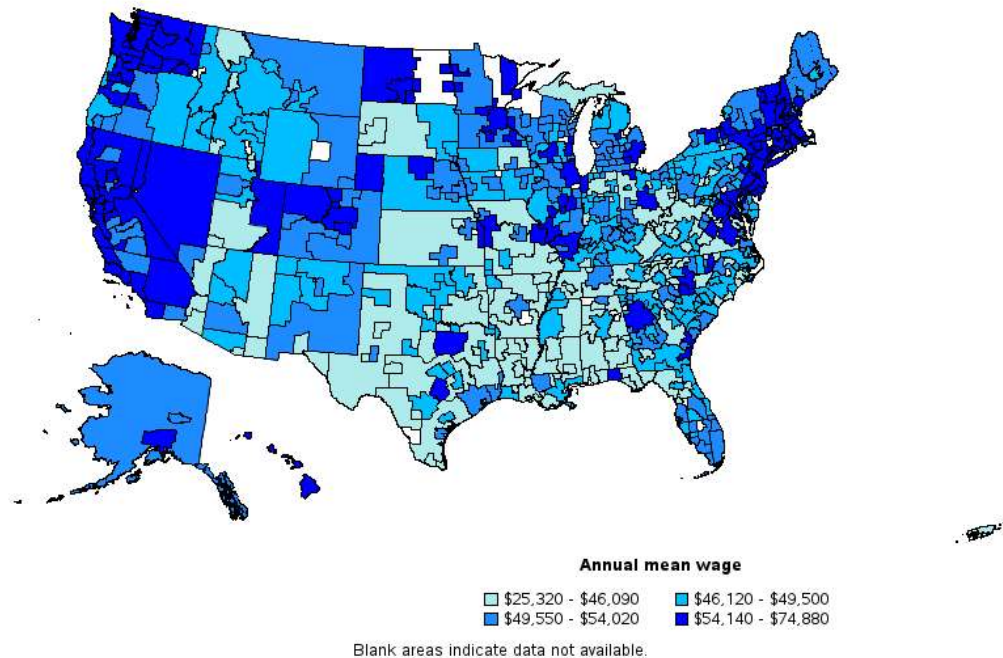 Annual mean wage
$25,320 - $46,090 $46,120 - $49,500
$49,550 - $54,020 $54,140 - $74,880
Blank areas indicate data not available.